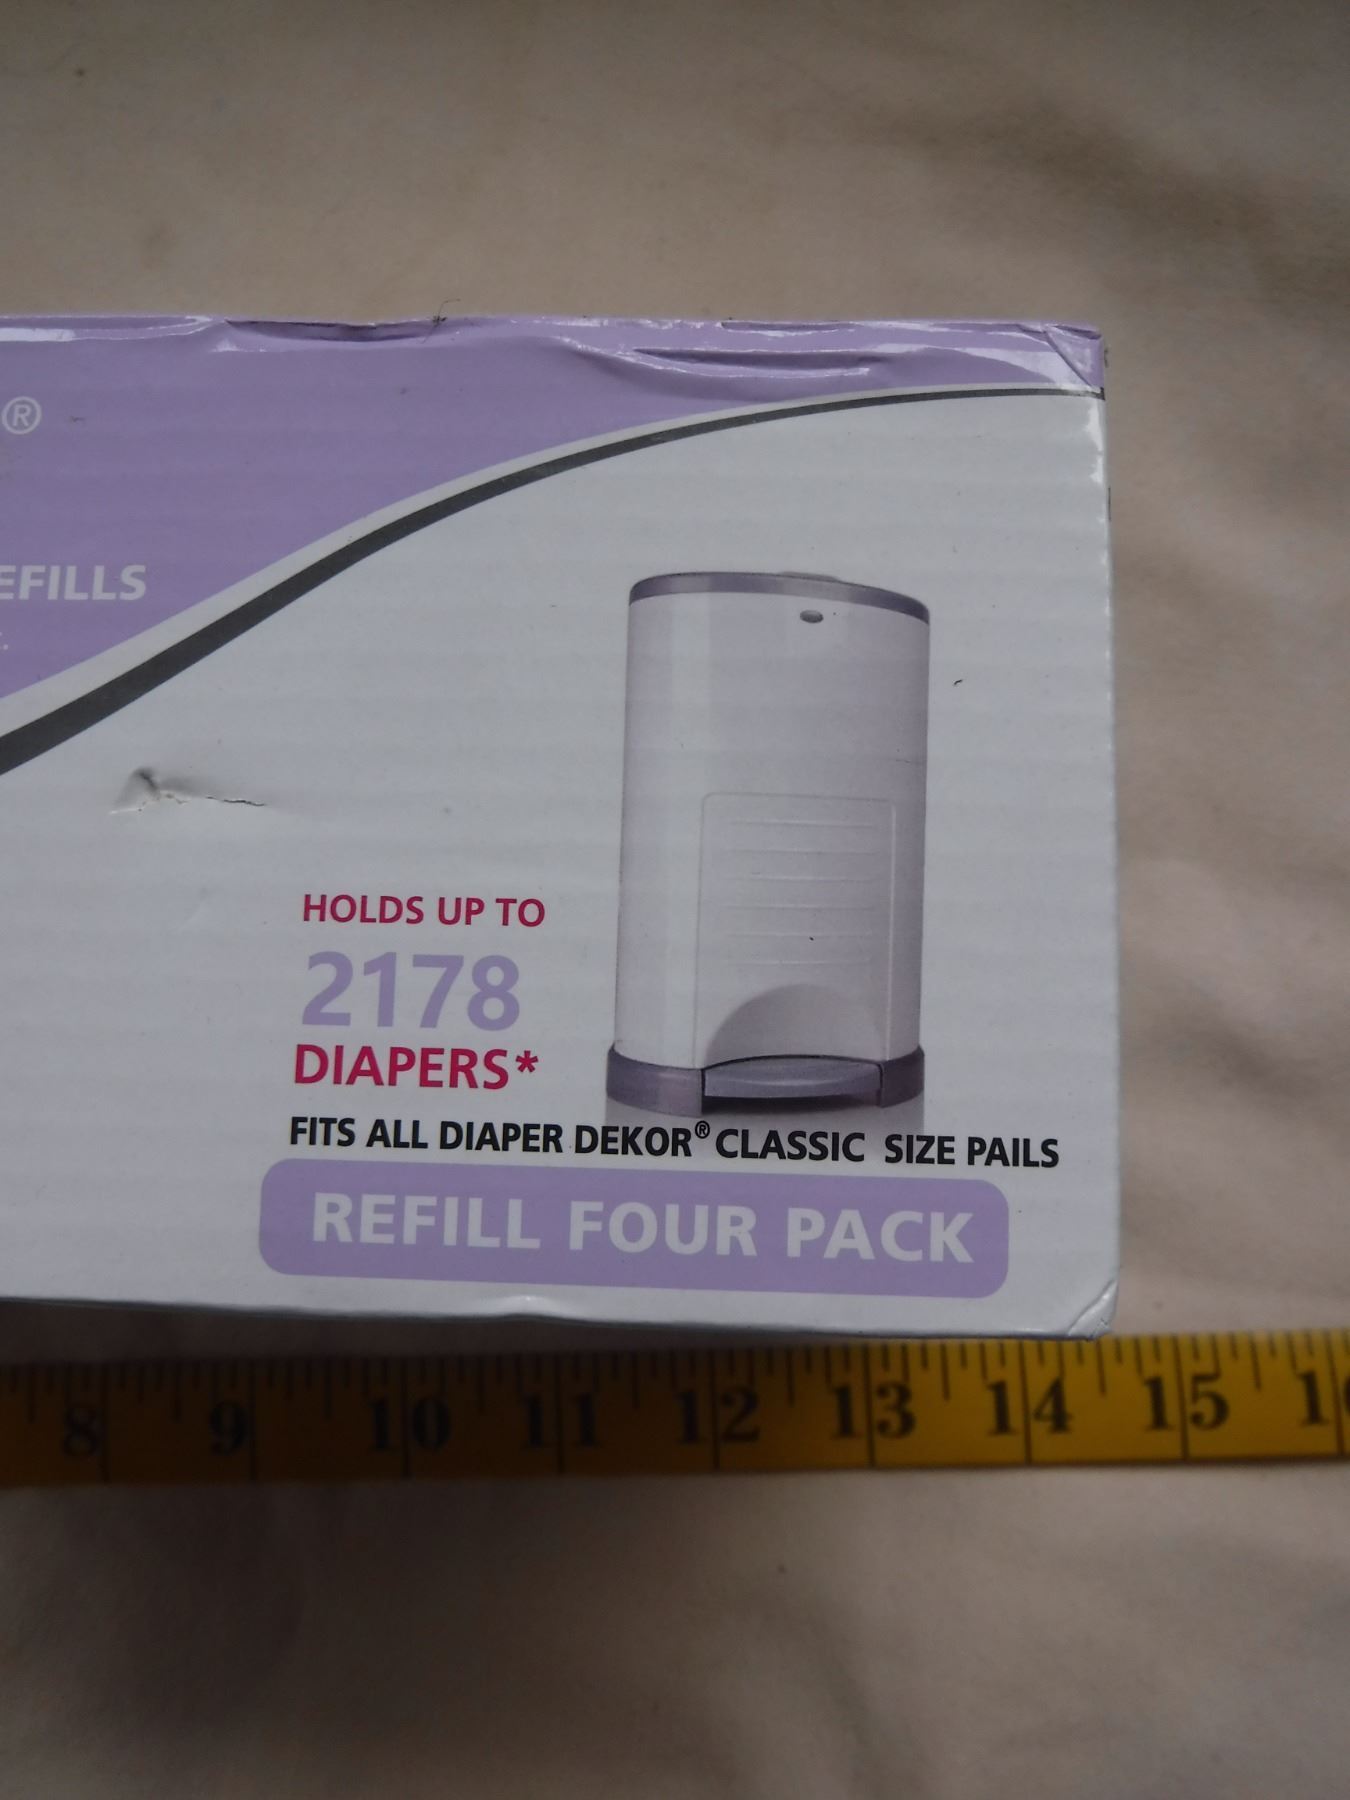 ®
EFILLS
HOLDS UP TO
2178
DIAPERS*
FITS ALL DIAPER DEKOR® CLASSIC SIZE PAILS
REFILL FOUR PACK
8 9 10 11 12 13 14 15 1